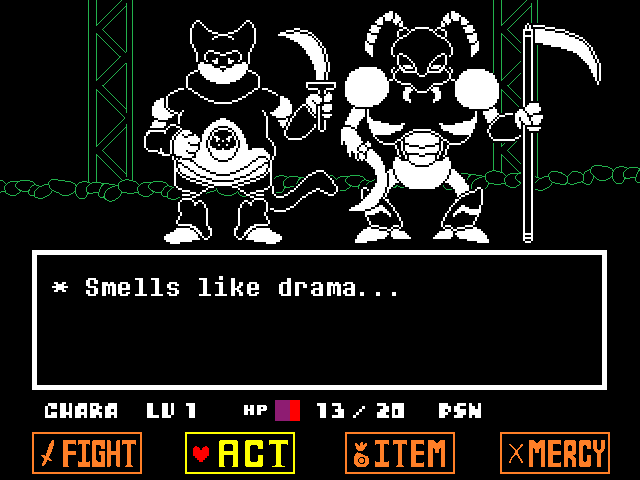 * Smells like drama...
CHARA LV 1 HP 13 / 20 PSN
FIGHT ACT ITEM MERCY